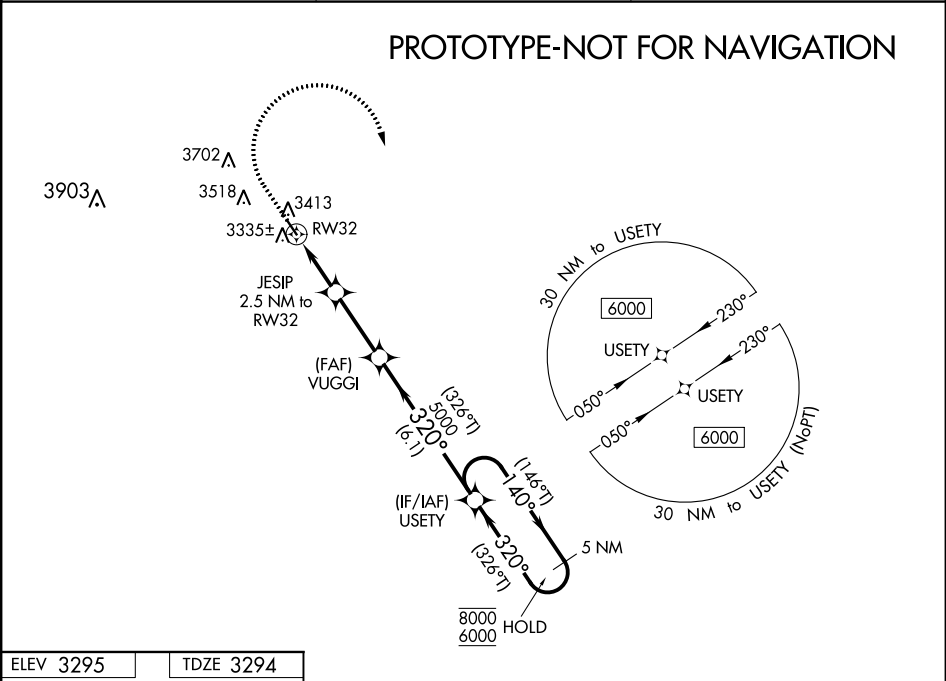 PROTOTYPE-NOT FOR NAVIGATION
3702
3903
3518
3413
3335±
RW32
JESIP
2.5 NM to
RW32
(FAF)
VUGGI
(326°T)
5000
320°
(6.1)
(IF/IAF)
USETY
(146°T)
140°
320°
(326°T)
5 NM
8000
6000
HOLD
30 NM to USETY
6000
230°
USETY
050°
230°
USETY
050°
6000
30 NM to USETY (NoPT)
ELEV 3295
TDZE 3294